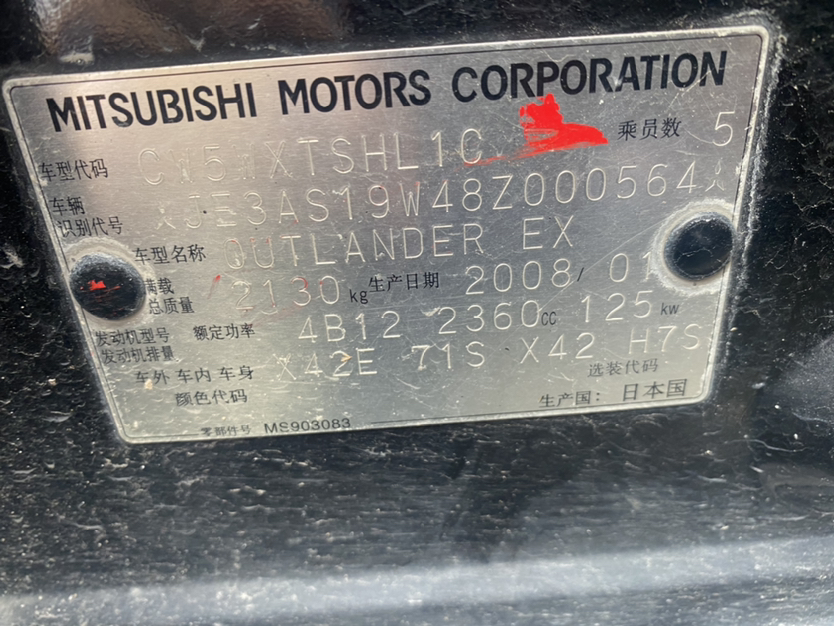 MITSUBISHI MOTORS CORPORATION
车型代码 CW5WXTSHL1C 乘员数 5
车辆识别代号 JE3AS19W48Z000564
车型名称 OUTLANDER EX
满载总质量 2130 kg 生产日期 2008/01
发动机型号 额定功率 发动机排量 4B12 2360cc 125 kw
车外 车内 车身 颜色代码 X42E 71S X42 H7S 选装代码
生产国：日本国
零部件号 MS903083